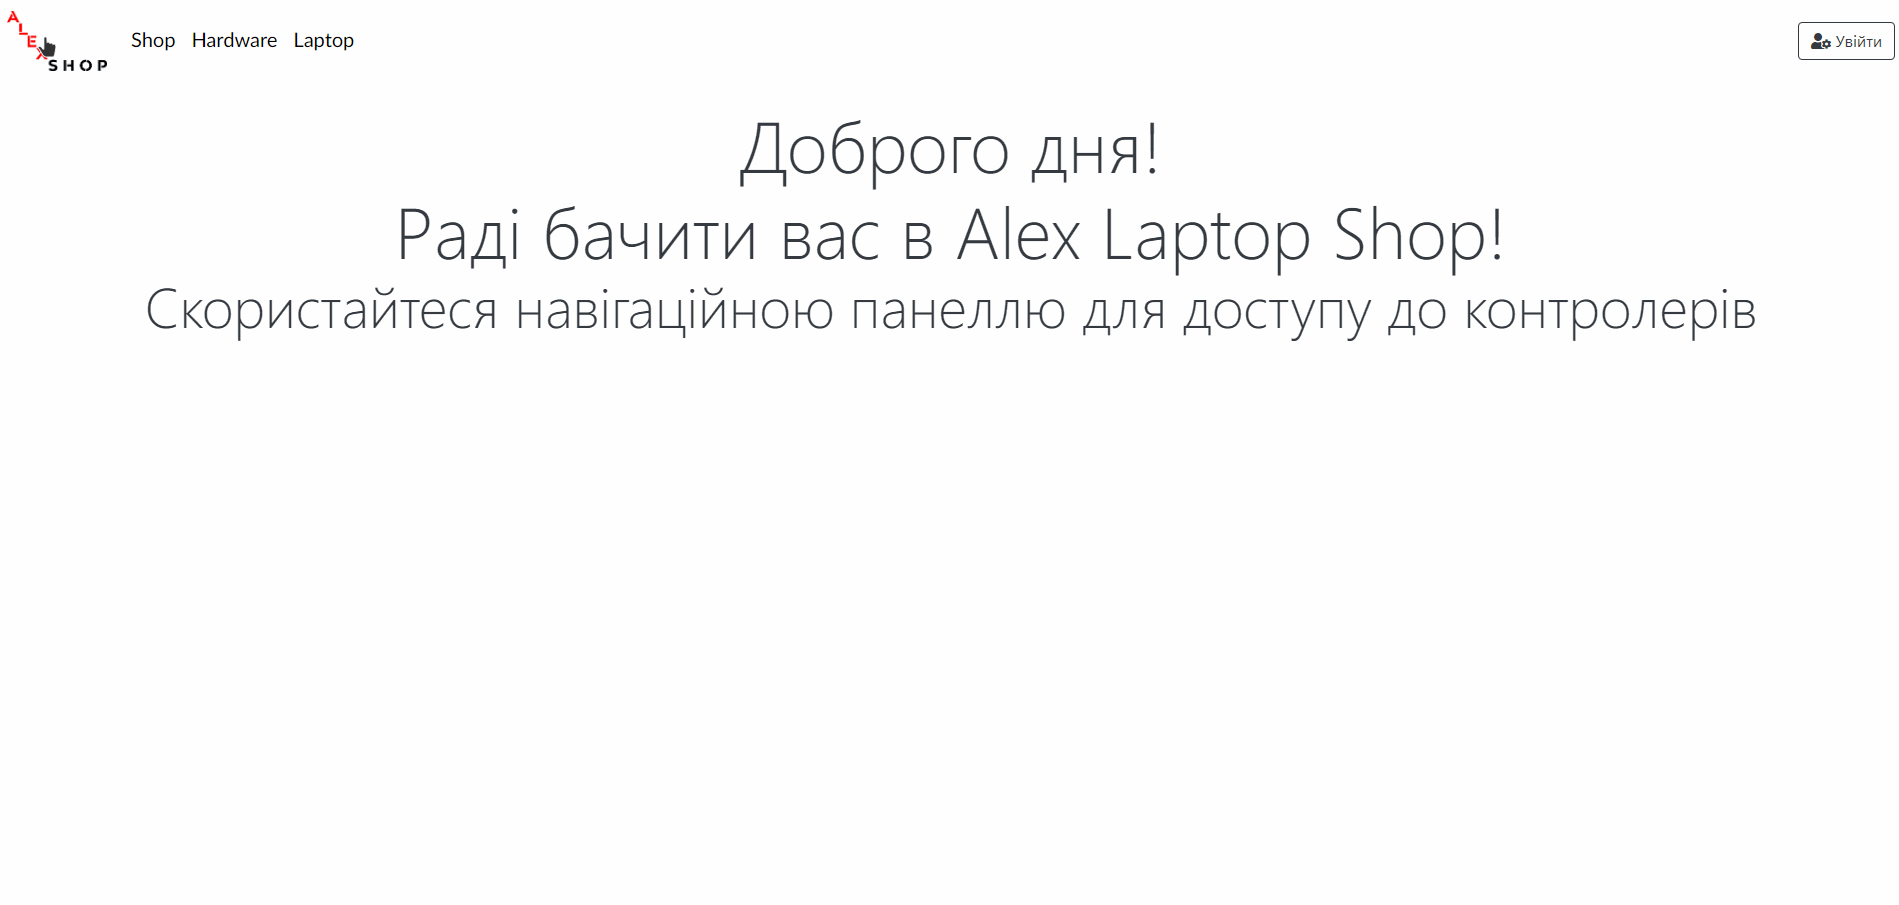 ALEX
SHOP
Shop Hardware Laptop
Увійти
Доброго дня!
Раді бачити вас в Alex Laptop Shop!
Скористайтеся навігаційною панеллю для доступу до контролерів